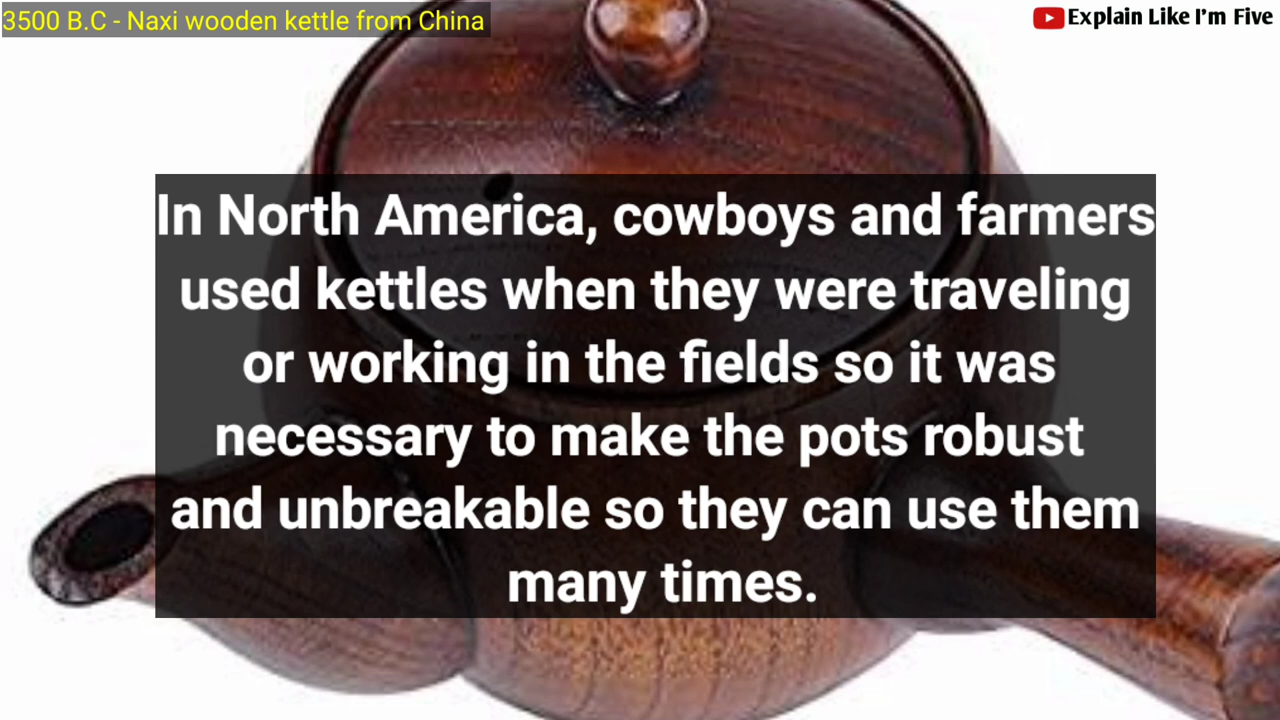 3500 B.C - Naxi wooden kettle from China
Explain Like I'm Five
In North America, cowboys and farmers
used kettles when they were traveling
or working in the fields so it was
necessary to make the pots robust
and unbreakable so they can use them
many times.